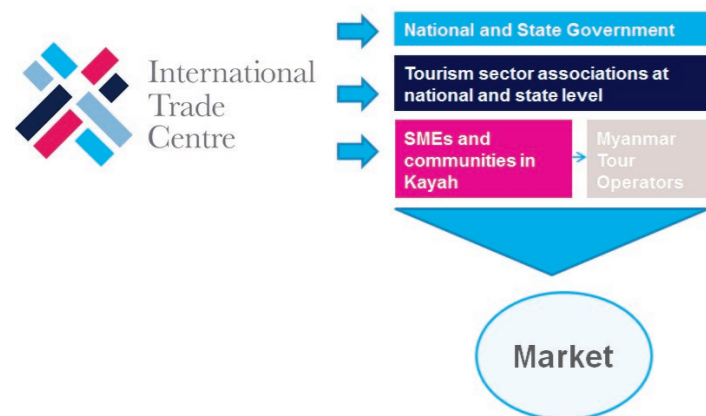 International
Trade
Centre
National and State Government
Tourism sector associations at
national and state level
SMEs and
communities in
Kayah
Myanmar
Tour
Operators
Market